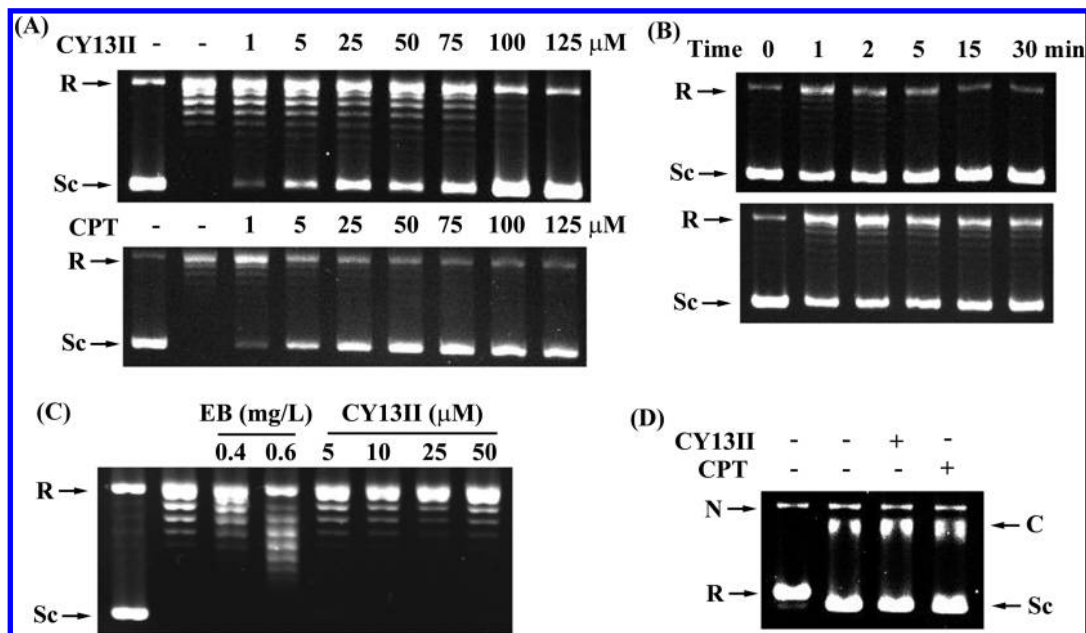 (A)
CY13II - - 1 5 25 50 75 100 125 μM
R
Sc
CPT - - 1 5 25 50 75 100 125 μM
R
Sc
(B)
Time 0 1 2 5 15 30 min
R
Sc
R
Sc
(C)
EB (mg/L) CY13II (μM)
0.4 0.6 5 10 25 50
R
Sc
(D)
CY13II - - + -
CPT - - - +
N
C
R
Sc